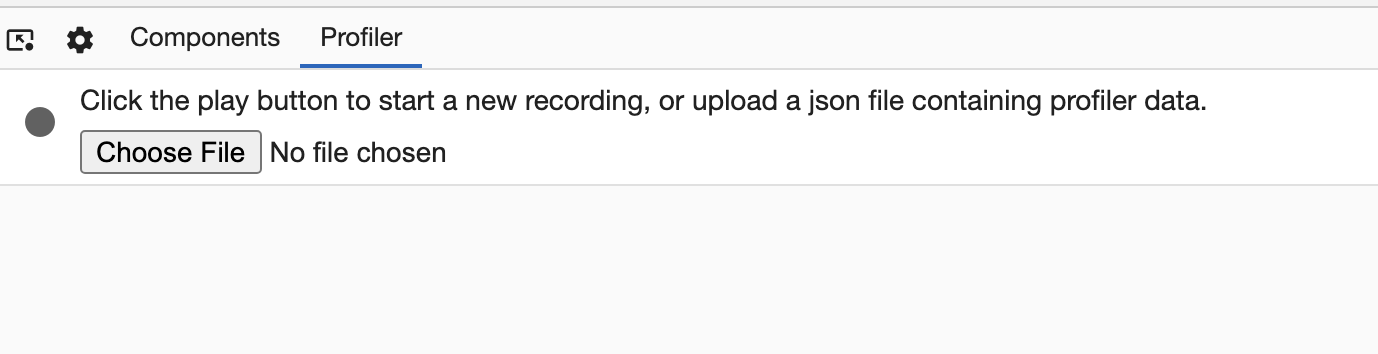 Components Profiler
Click the play button to start a new recording, or upload a json file containing profiler data.
Choose File No file chosen